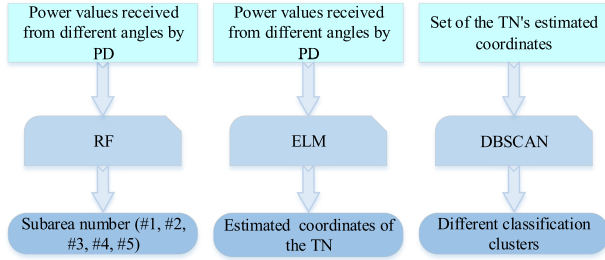 Power values received
from different angles by
PD
Power values received
from different angles by
PD
Set of the TN's estimated
coordinates
RF
ELM
DBSCAN
Subarea number (#1, #2,
#3, #4, #5)
Estimated coordinates of
the TN
Different classification
clusters